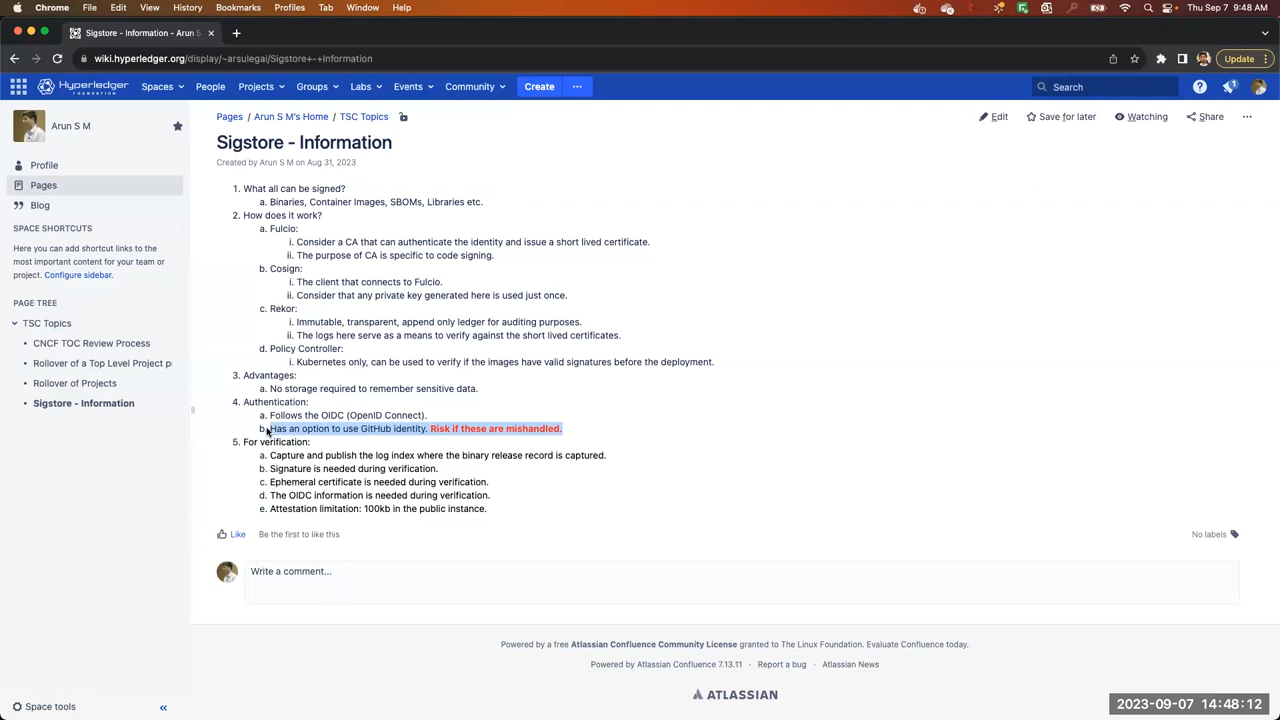 Chrome File Edit View History Bookmarks Profiles Tab Window Help Thu Sep 7 9:48 AM
Sigstore - Information - Arun S
Update
wiki.hyperledger.org/display/~arsulegai/Sigstore+-+Information
HYPERLEDGER FOUNDATION Spaces People Projects Groups Labs Events Community Create Search 1
Arun S M
Profile
Pages
Blog
SPACE SHORTCUTS
Here you can add shortcut links to the
most important content for your team or
project. Configure sidebar.
PAGE TREE
TSC Topics
CNCF TOC Review Process
Rollover of a Top Level Project p
Rollover of Projects
Sigstore - Information
Space tools
Pages / Arun S M's Home / TSC Topics
Edit Save for later Watching Share
Sigstore - Information
Created by Arun S M on Aug 31, 2023
1. What all can be signed?
a. Binaries, Container Images, SBOMs, Libraries etc.
2. How does it work?
a. Fulcio:
i. Consider a CA that can authenticate the identity and issue a short lived certificate.
ii. The purpose of CA is specific to code signing.
b. Cosign:
i. The client that connects to Fulcio.
ii. Consider that any private key generated here is used just once.
c. Rekor:
i. Immutable, transparent, append only ledger for auditing purposes.
ii. The logs here serve as a means to verify against the short lived certificates.
d. Policy Controller:
i. Kubernetes only, can be used to verify if the images have valid signatures before the deployment.
3. Advantages:
a. No storage required to remember sensitive data.
4. Authentication:
a. Follows the OIDC (OpenID Connect).
b. Has an option to use GitHub identity. Risk if these are mishandled.
5. For verification:
a. Capture and publish the log index where the binary release record is captured.
b. Signature is needed during verification.
c. Ephemeral certificate is needed during verification.
d. The OIDC information is needed during verification.
e. Attestation limitation: 100kb in the public instance.
Like Be the first to like this No labels
Write a comment...
Powered by a free Atlassian Confluence Community License granted to The Linux Foundation. Evaluate Confluence today.
Powered by Atlassian Confluence 7.13.11 · Report a bug · Atlassian News
ATLASSIAN
2023-09-07 14:48:12